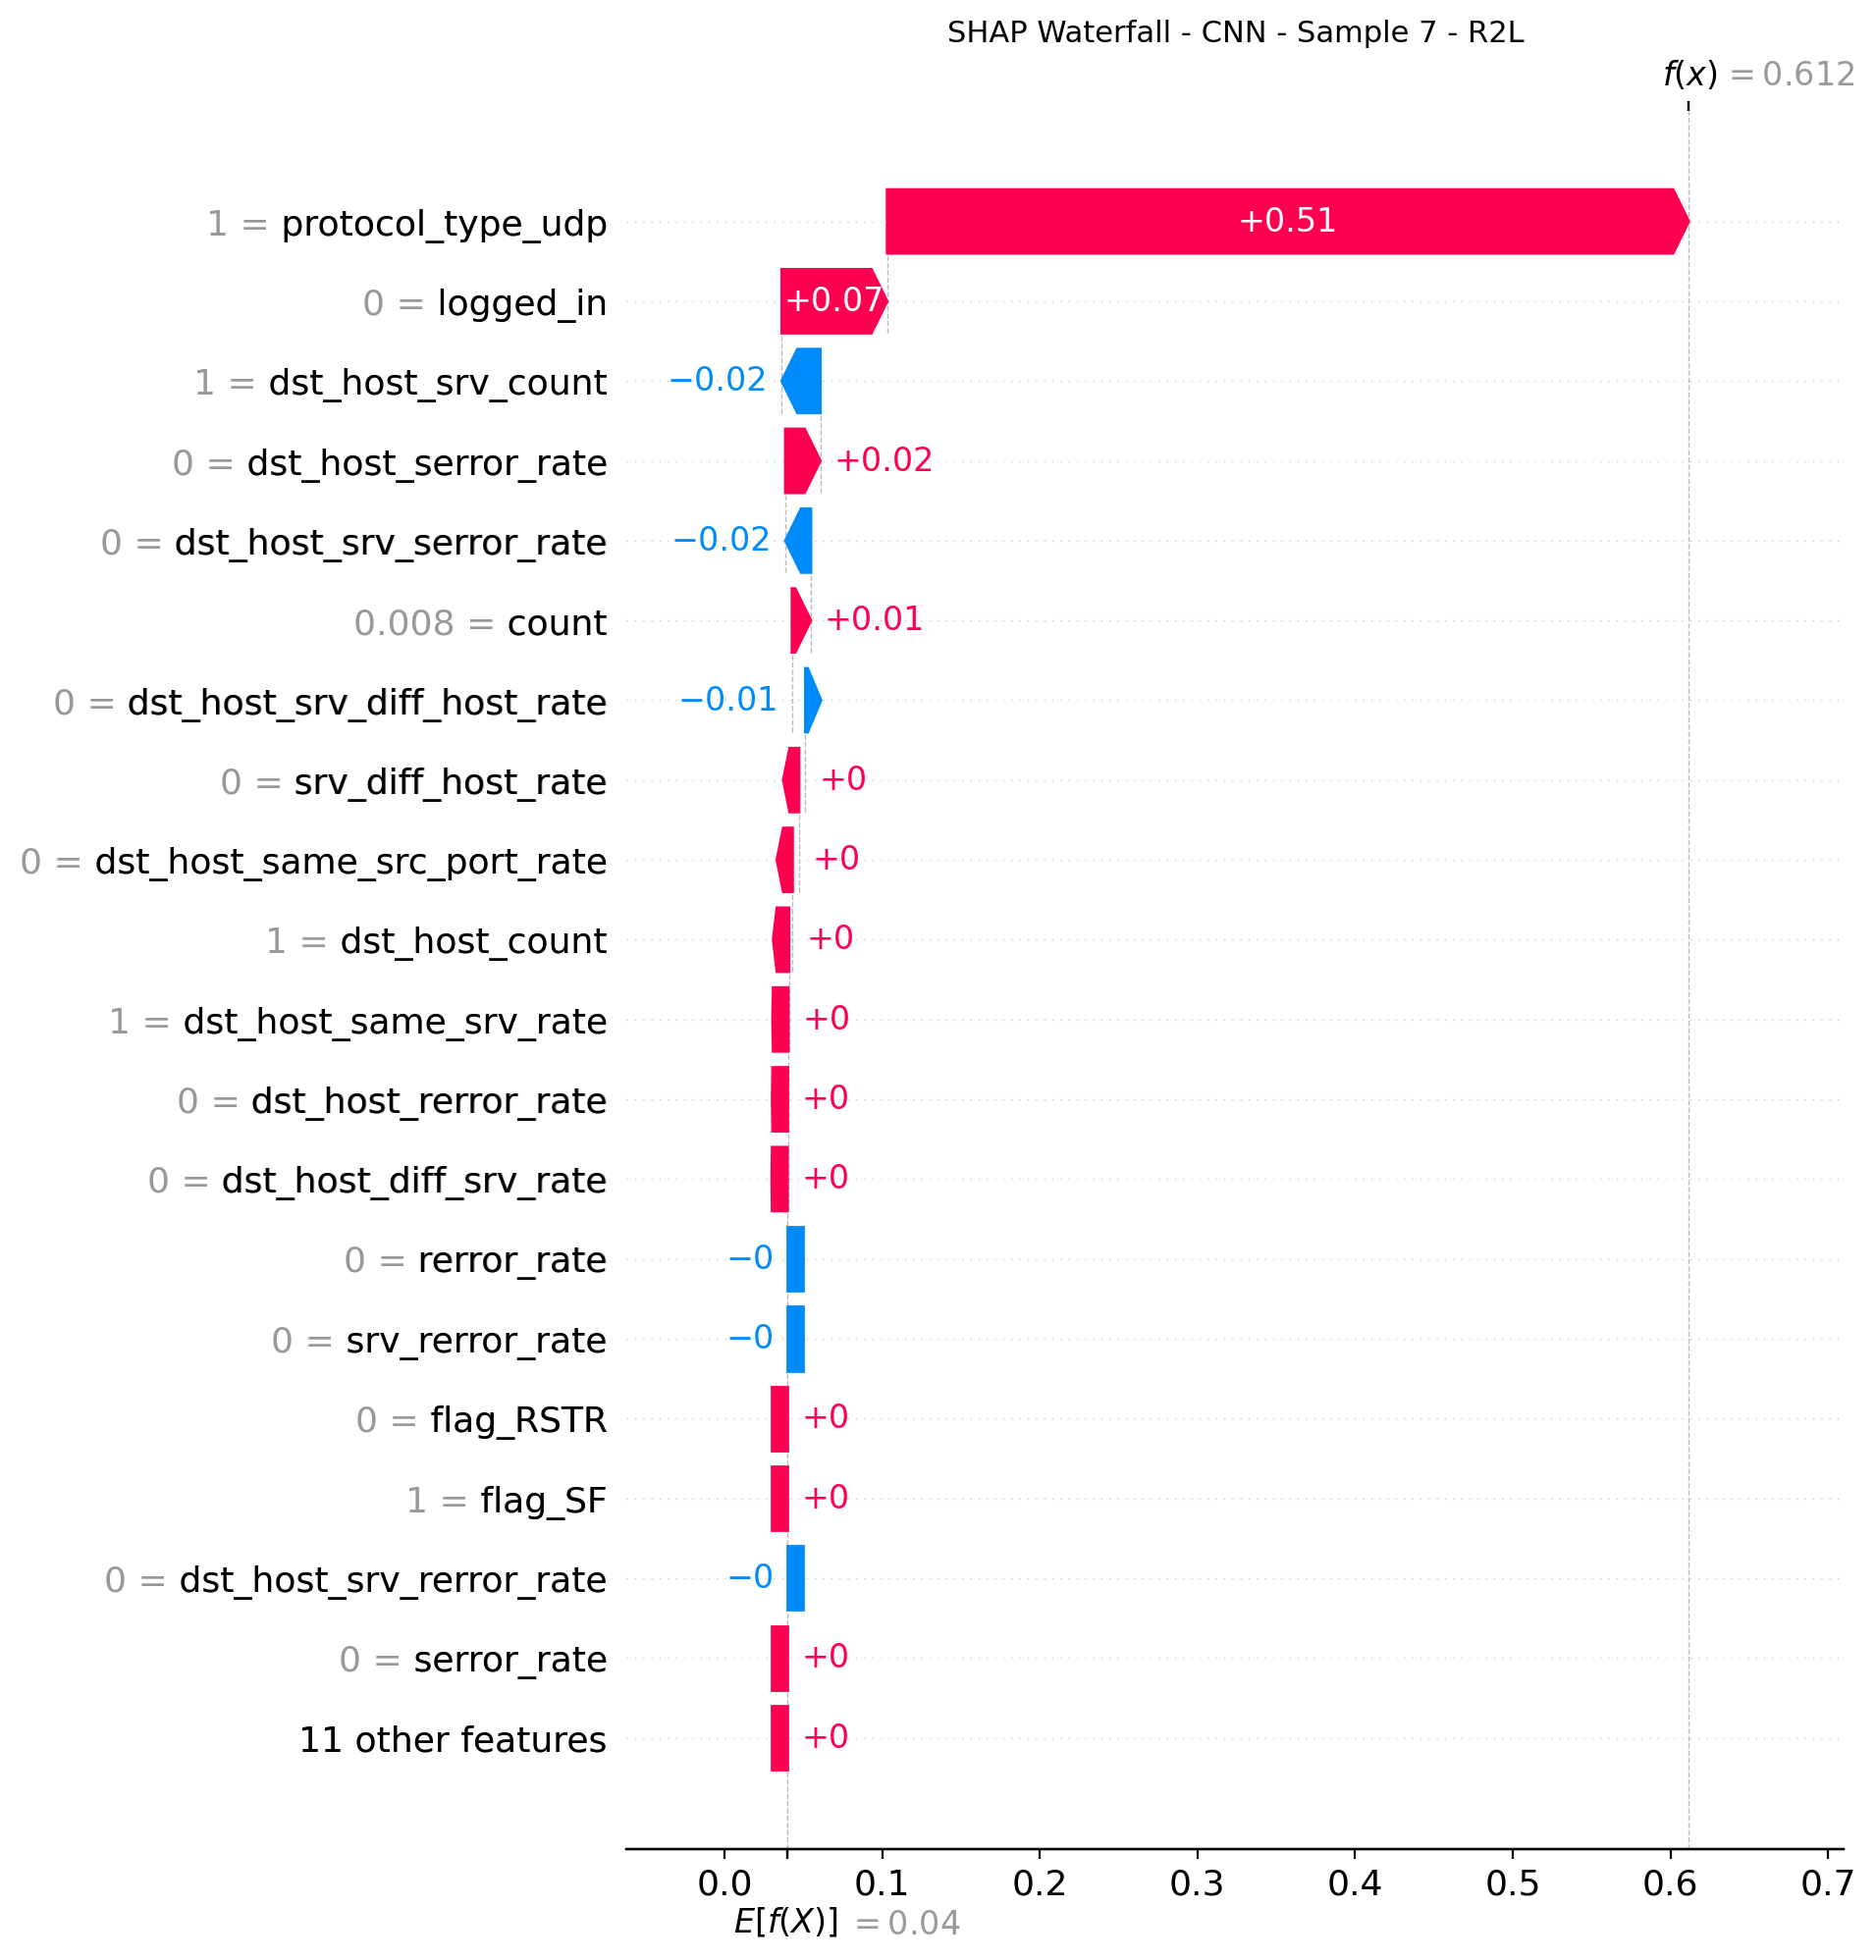 SHAP Waterfall - CNN - Sample 7 - R2L
f(x) = 0.612
1 = protocol_type_udp +0.51
0 = logged_in +0.07
1 = dst_host_srv_count −0.02
0 = dst_host_serror_rate +0.02
0 = dst_host_srv_serror_rate −0.02
0.008 = count +0.01
0 = dst_host_srv_diff_host_rate −0.01
0 = srv_diff_host_rate +0
0 = dst_host_same_src_port_rate +0
1 = dst_host_count +0
1 = dst_host_same_srv_rate +0
0 = dst_host_rerror_rate +0
0 = dst_host_diff_srv_rate +0
0 = rerror_rate −0
0 = srv_rerror_rate −0
0 = flag_RSTR +0
1 = flag_SF +0
0 = dst_host_srv_rerror_rate −0
0 = serror_rate +0
11 other features +0
0.0 0.1 0.2 0.3 0.4 0.5 0.6 0.7
E[f(X)] = 0.04